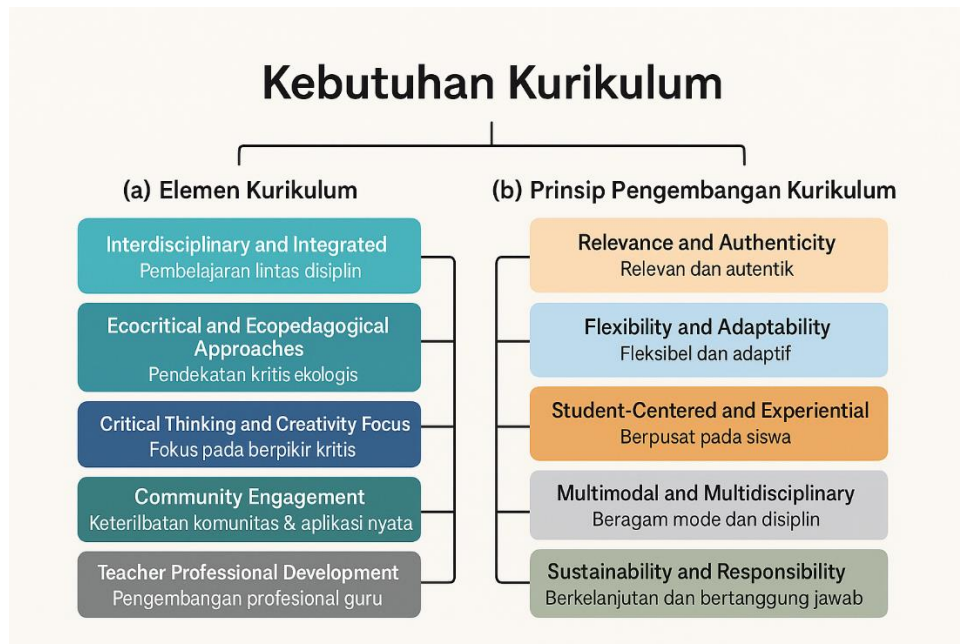 Kebutuhan Kurikulum
(a) Elemen Kurikulum
Interdisciplinary and Integrated
Pembelajaran lintas disiplin
Ecocritical and Ecopedagogical
Approaches
Pendekatan kritis ekologis
Critical Thinking and Creativity Focus
Fokus pada berpikir kritis
Community Engagement
Keterilbatan komunitas & aplikasi nyata
Teacher Professional Development
Pengembangan profesional guru
(b) Prinsip Pengembangan Kurikulum
Relevance and Authenticity
Relevan dan autentik
Flexibility and Adaptability
Fleksibel dan adaptif
Student-Centered and Experiential
Berpusat pada siswa
Multimodal and Multidisciplinary
Beragam mode dan disiplin
Sustainability and Responsibility
Berkelanjutan dan bertanggung jawab